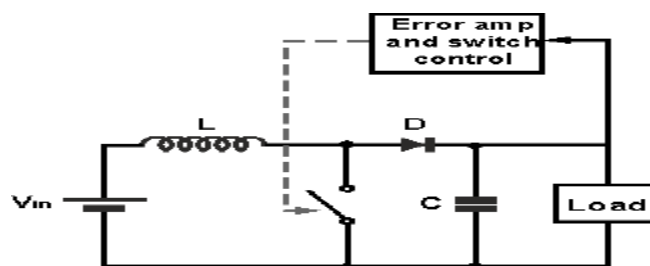 Error amp
and switch
control
L
D
Vin
C
Load